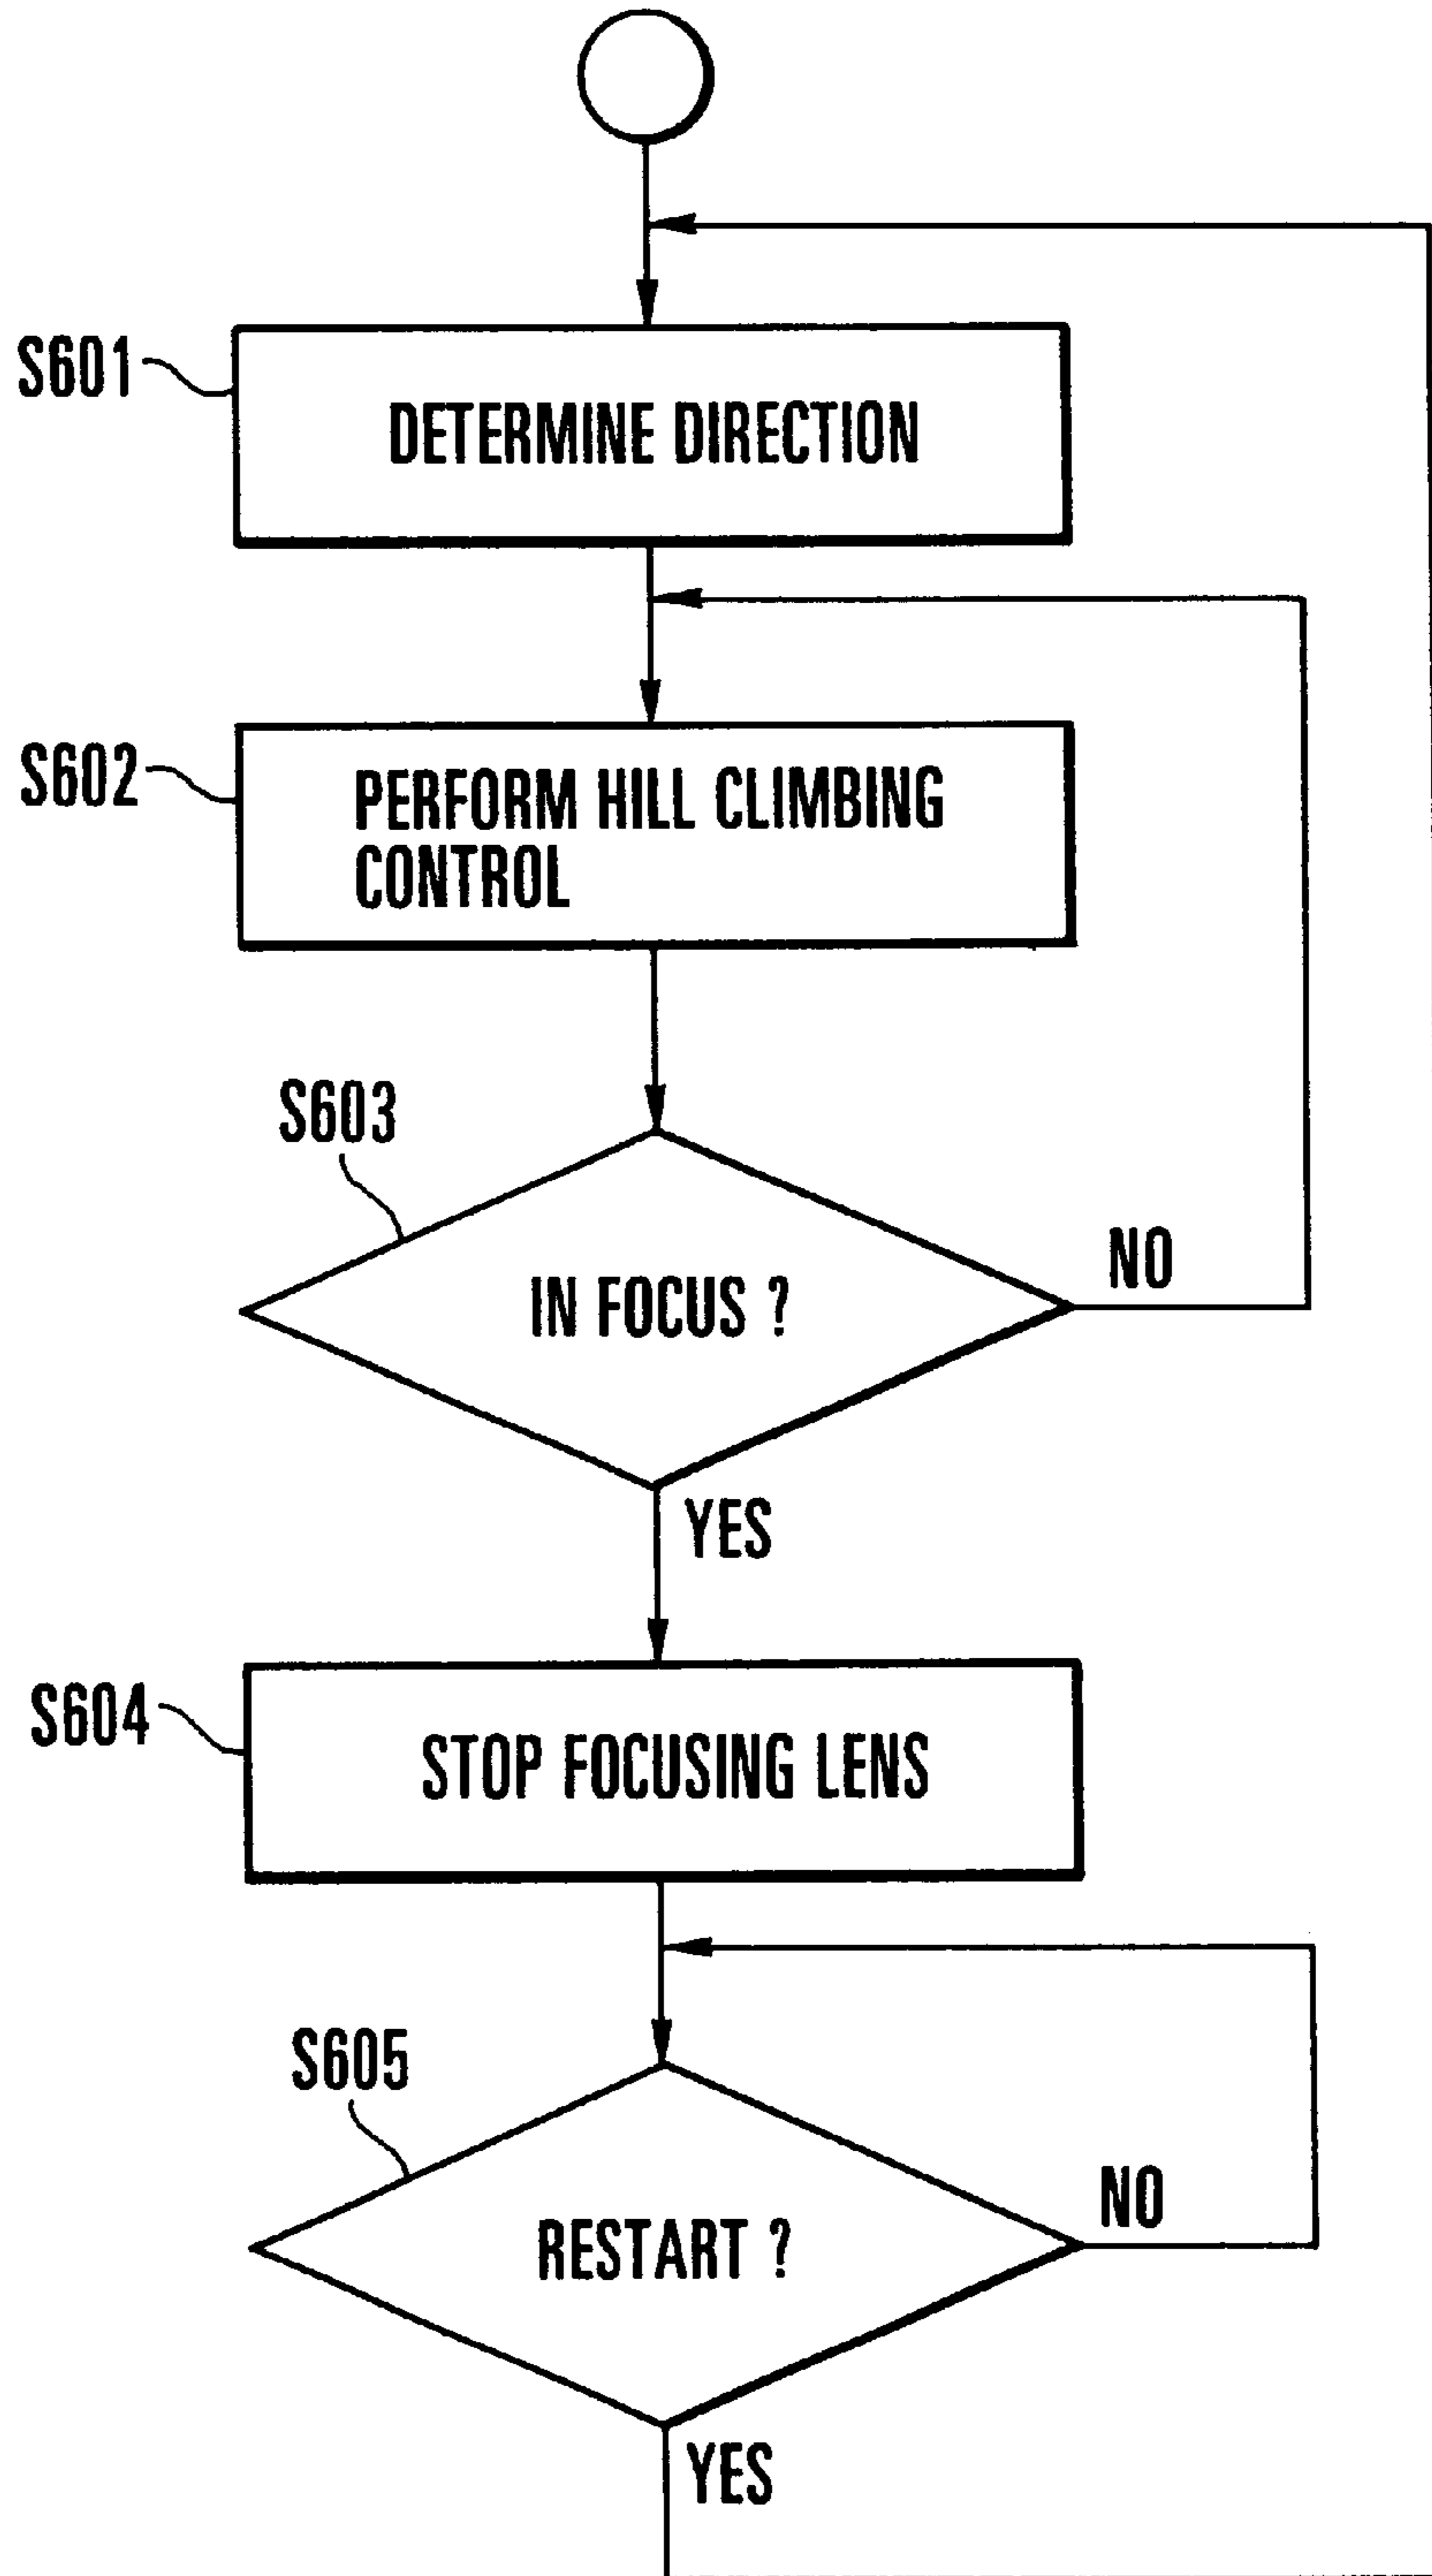 S601
DETERMINE DIRECTION
S602
PERFORM HILL CLIMBING
CONTROL
S603
IN FOCUS ?
NO
YES
S604
STOP FOCUSING LENS
S605
RESTART ?
NO
YES